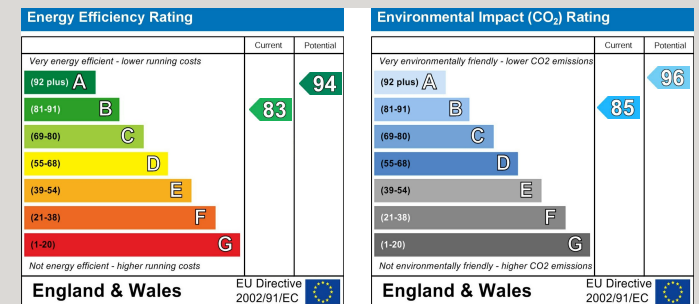 Energy Efficiency Rating
Current Potential
Very energy efficient - lower running costs
(92 plus) A
94
(81-91) B
83
(69-80) C
(55-68) D
(39-54) E
(21-38) F
(1-20) G
Not energy efficient - higher running costs
England & Wales
EU Directive
2002/91/EC
Environmental Impact (CO₂) Rating
Current Potential
Very environmentally friendly - lower CO2 emissions
(92 plus) A
96
(81-91) B
85
(69-80) C
(55-68) D
(39-54) E
(21-38) F
(1-20) G
Not environmentally friendly - higher CO2 emissions
England & Wales
EU Directive
2002/91/EC